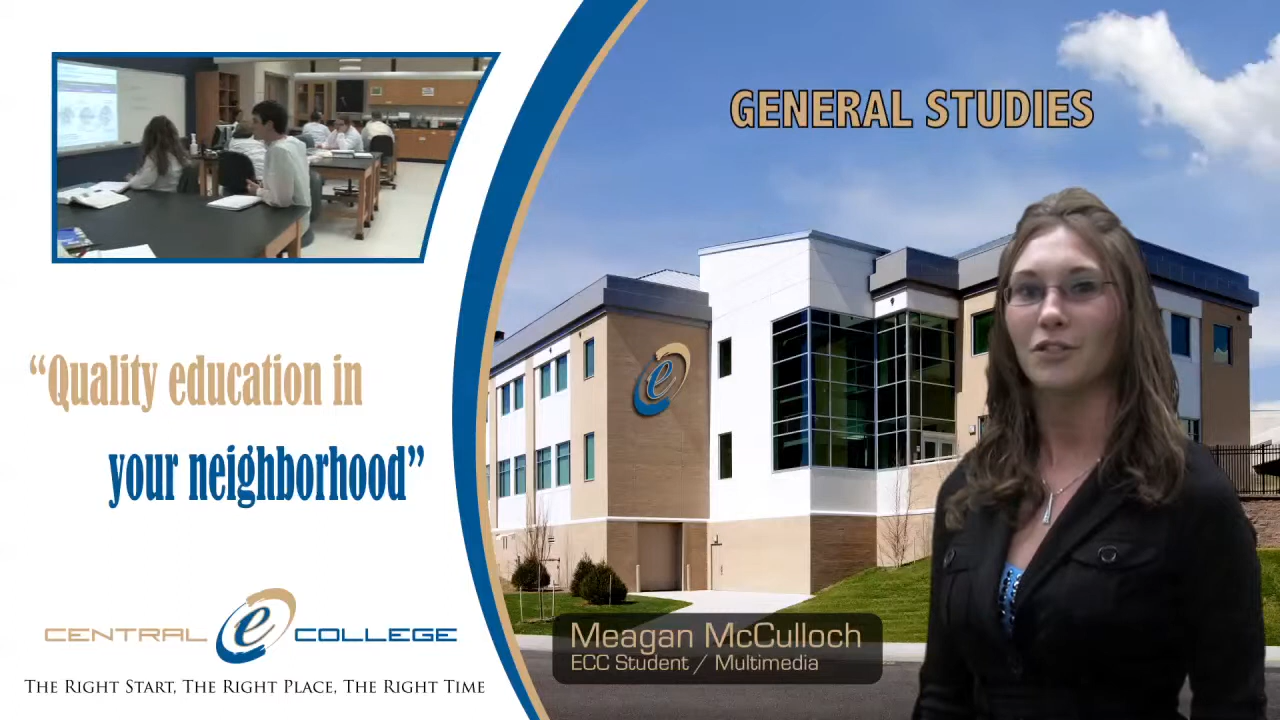 GENERAL STUDIES
“Quality education in
your neighborhood”
CENTRAL e COLLEGE
THE RIGHT START, THE RIGHT PLACE, THE RIGHT TIME
e
Meagan McCulloch
ECC Student / Multimedia